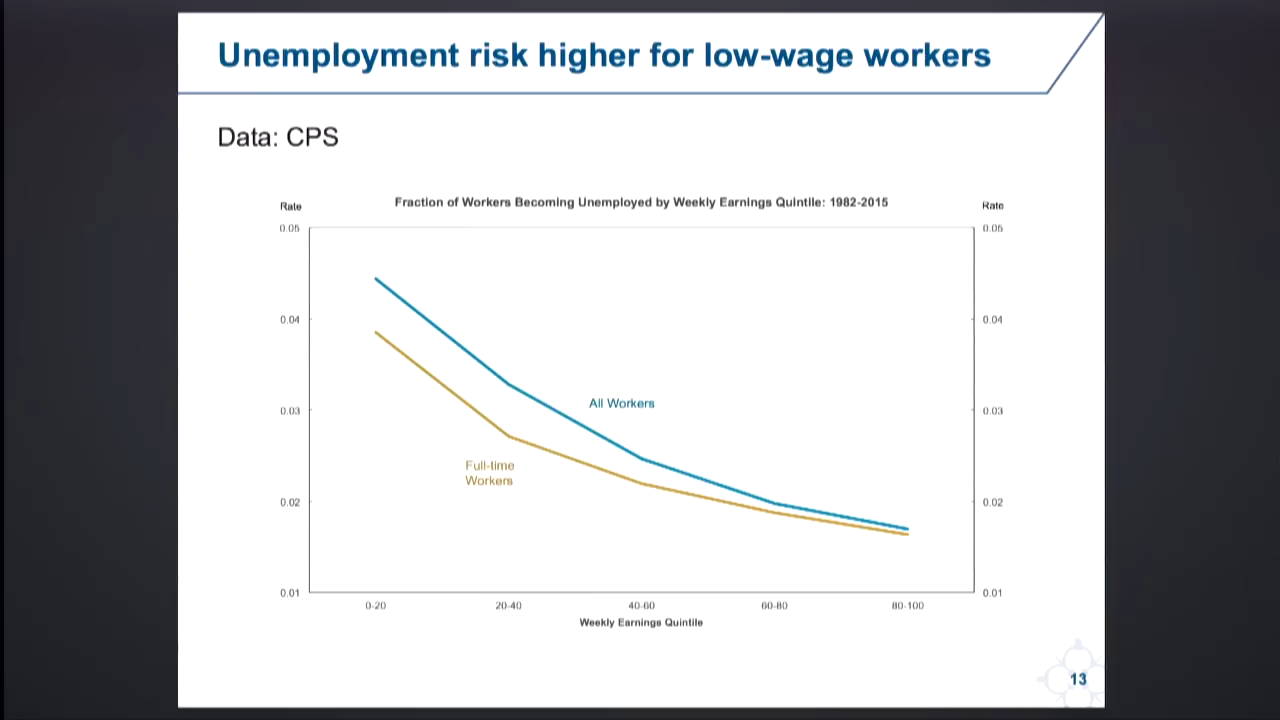 Unemployment risk higher for low-wage workers
Data: CPS
Fraction of Workers Becoming Unemployed by Weekly Earnings Quintile: 1982-2015
Rate
Rate
0.05
0.05
0.04
0.04
0.03
0.03
0.02
0.02
0.01
0.01
All Workers
Full-time
Workers
0-20
20-40
40-60
60-80
80-100
Weekly Earnings Quintile
13